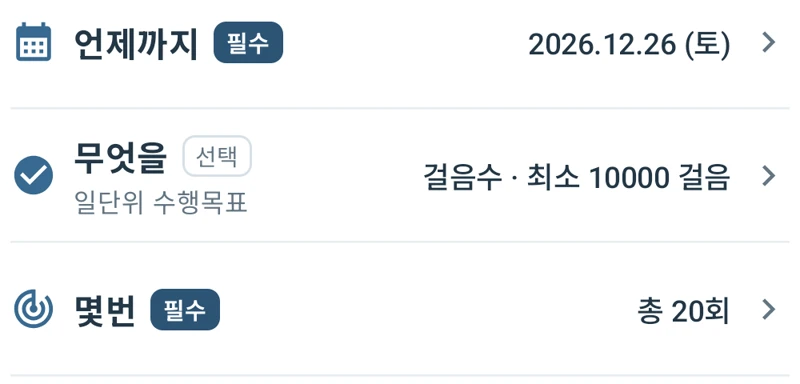 언제까지 필수 2026.12.26 (토)
무엇을 선택
일단위 수행목표
걸음수 · 최소 10000 걸음
몇번 필수 총 20회